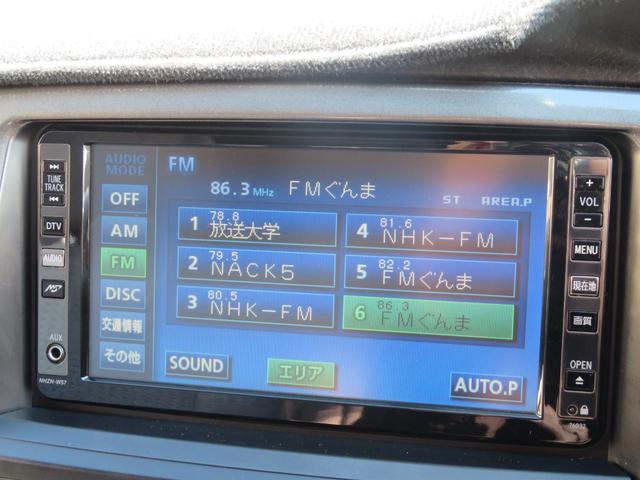 TUNE
TRACK
DTV
AUDIO
AUX
NHZN-W57
AUDIO
MODE
OFF
AM
FM
DISC
交通情報
その他
FM
86.3 MHz FMぐんま
ST AREA.P
1 78.8 放送大学
4 81.6 NHK-FM
2 79.5 NACK5
5 82.2 FMぐんま
3 80.5 NHK-FM
6 86.3 FMぐんま
SOUND
エリア
AUTO.P
+
VOL
-
MENU
現在地
画質
OPEN